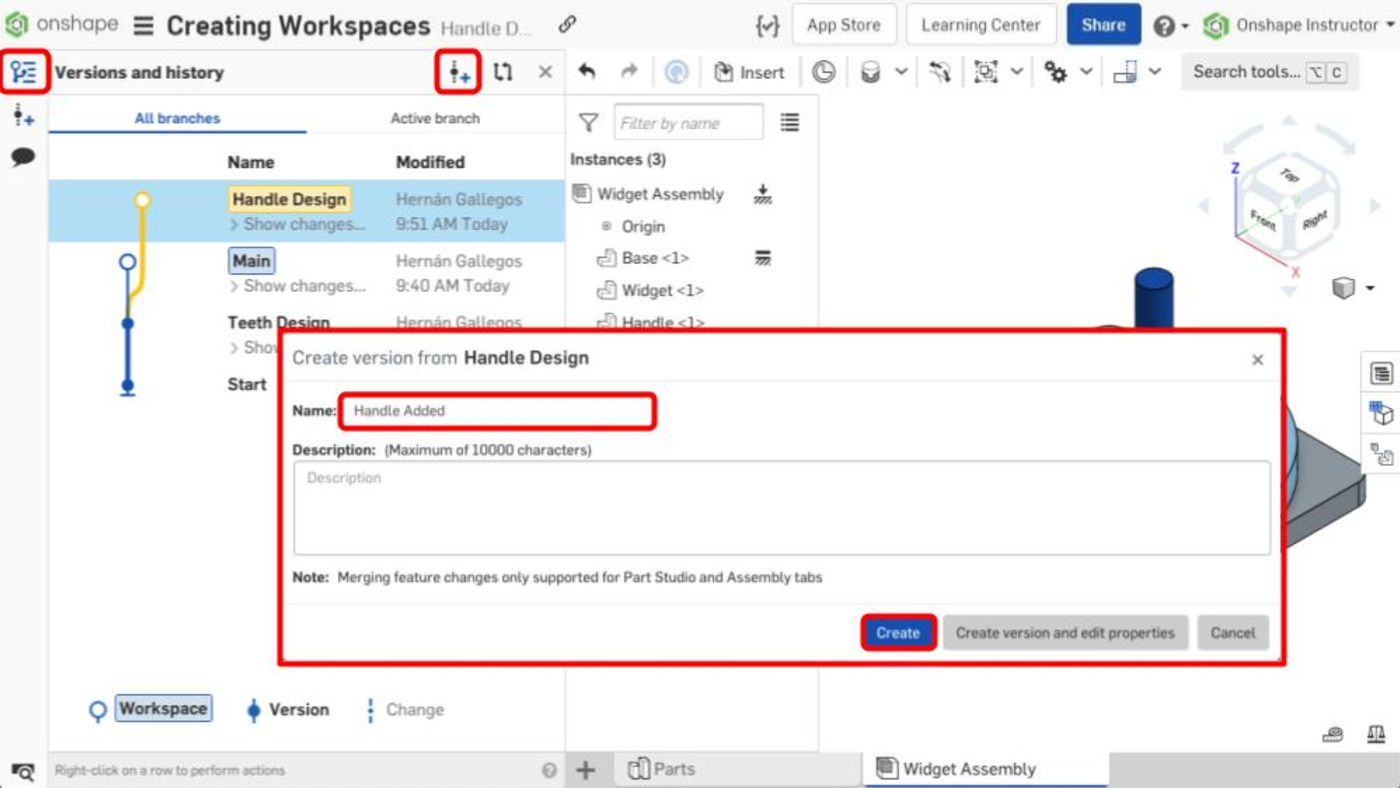 onshape Creating Workspaces Handle D... App Store Learning Center Share Onshape Instructor
Versions and history Insert Search tools... ⌥ C
All branches Active branch Filter by name
Name Modified Instances (3)
Handle Design Hernán Gallegos Widget Assembly
Show changes... 9:51 AM Today Origin
Main Hernán Gallegos Base <1>
Show changes... 9:40 AM Today Widget <1>
Teeth Design Hernán Gallegos Handle <1>
Show
Start
Top
Front
Right
Z
X
Create version from Handle Design
Name: Handle Added
Description: (Maximum of 10000 characters)
Description
Note: Merging feature changes only supported for Part Studio and Assembly tabs
Create Create version and edit properties Cancel
Workspace Version Change
Right-click on a row to perform actions Parts Widget Assembly